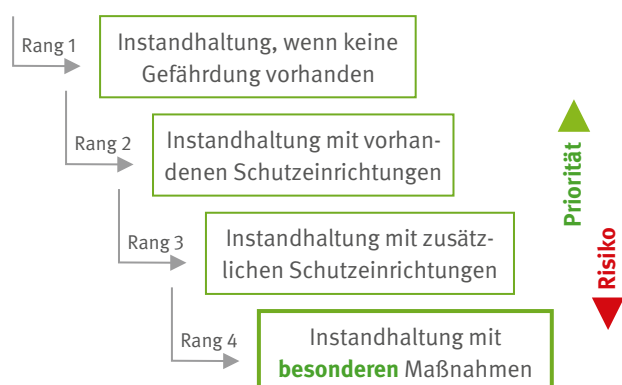 Rang 1
Instandhaltung, wenn keine
Gefährdung vorhanden
Rang 2
Instandhaltung mit vorhan-
denen Schutzeinrichtungen
Rang 3
Instandhaltung mit zusätz-
lichen Schutzeinrichtungen
Rang 4
Instandhaltung mit
besonderen Maßnahmen
Priorität
Risiko